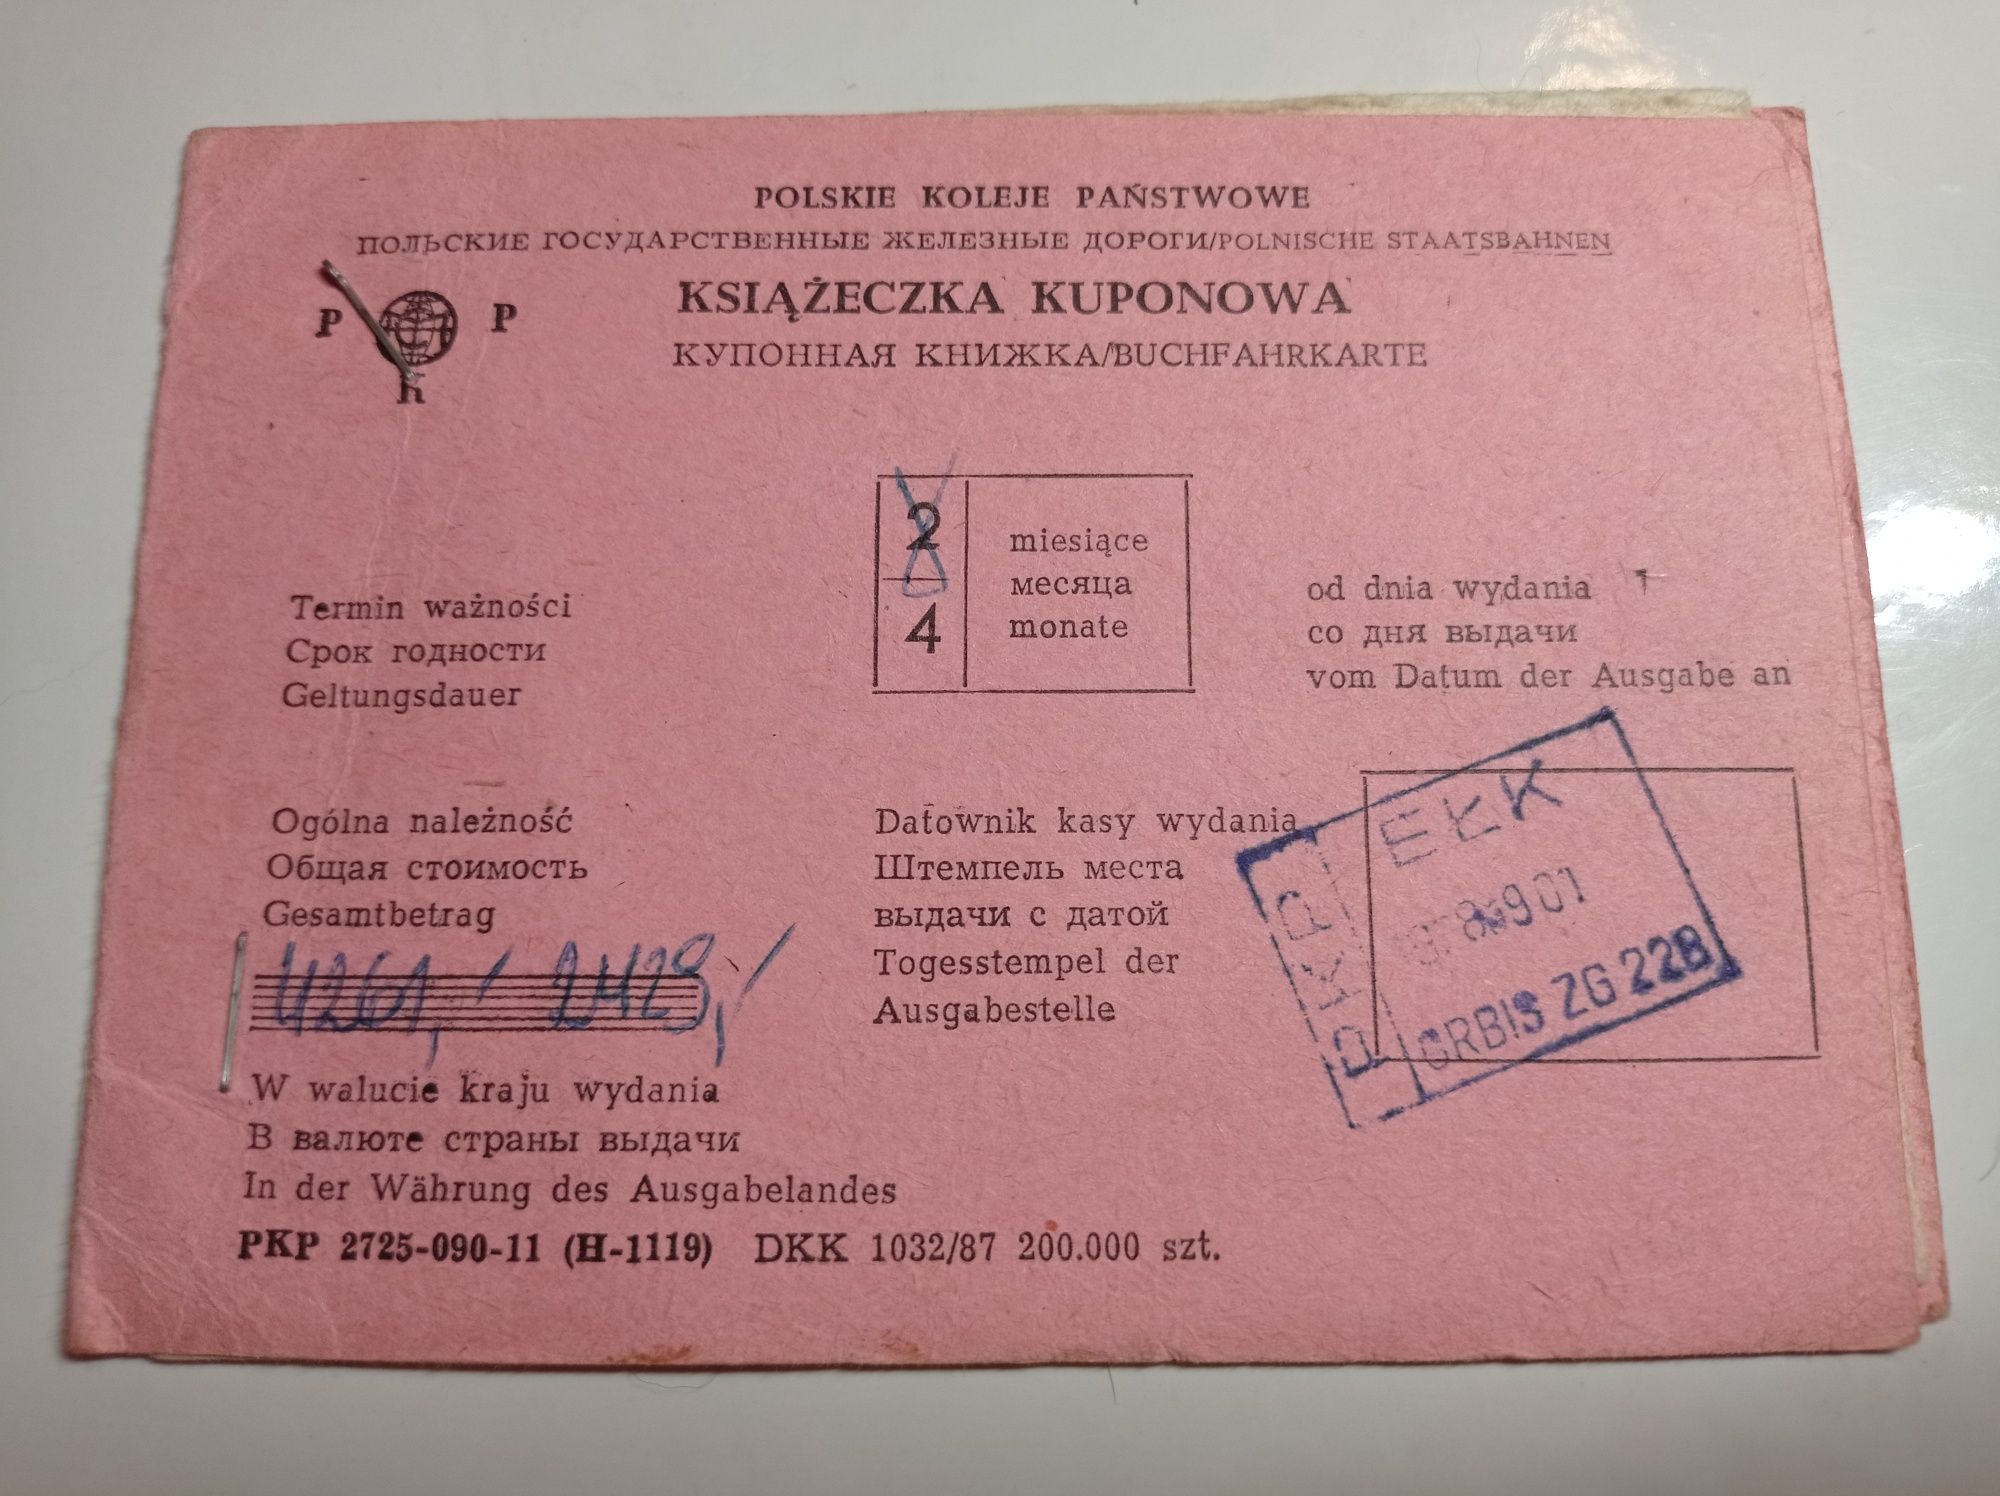 POLSKIE KOLEJE PAŃSTWOWE
ПОЛЬСКИЕ ГОСУДАРСТВЕННЫЕ ЖЕЛЕЗНЫЕ ДОРОГИ/POLNISCHE STAATSBAHNEN
P P
K
KSIĄŻECZKA KUPONOWA
КУПОННАЯ КНИЖКА/BUCHFAHRKARTE
Termin ważności
Срок годности
Geltungsdauer
2
4
miesiące
месяца
monate
od dnia wydania
со дня выдачи
vom Datum der Ausgabe an
Ogólna należność
Общая стоимость
Gesamtbetrag
4261,- 2423,-
W walucie kraju wydania
В валюте страны выдачи
In der Währung des Ausgabelandes
Datownik kasy wydania
Штемпель места
выдачи с датой
Togesstempel der
Ausgabestelle
PKP
EŁK
ORBIS ZG 228
PKP 2725-090-11 (H-1119) DKK 1032/87 200.000 szt.